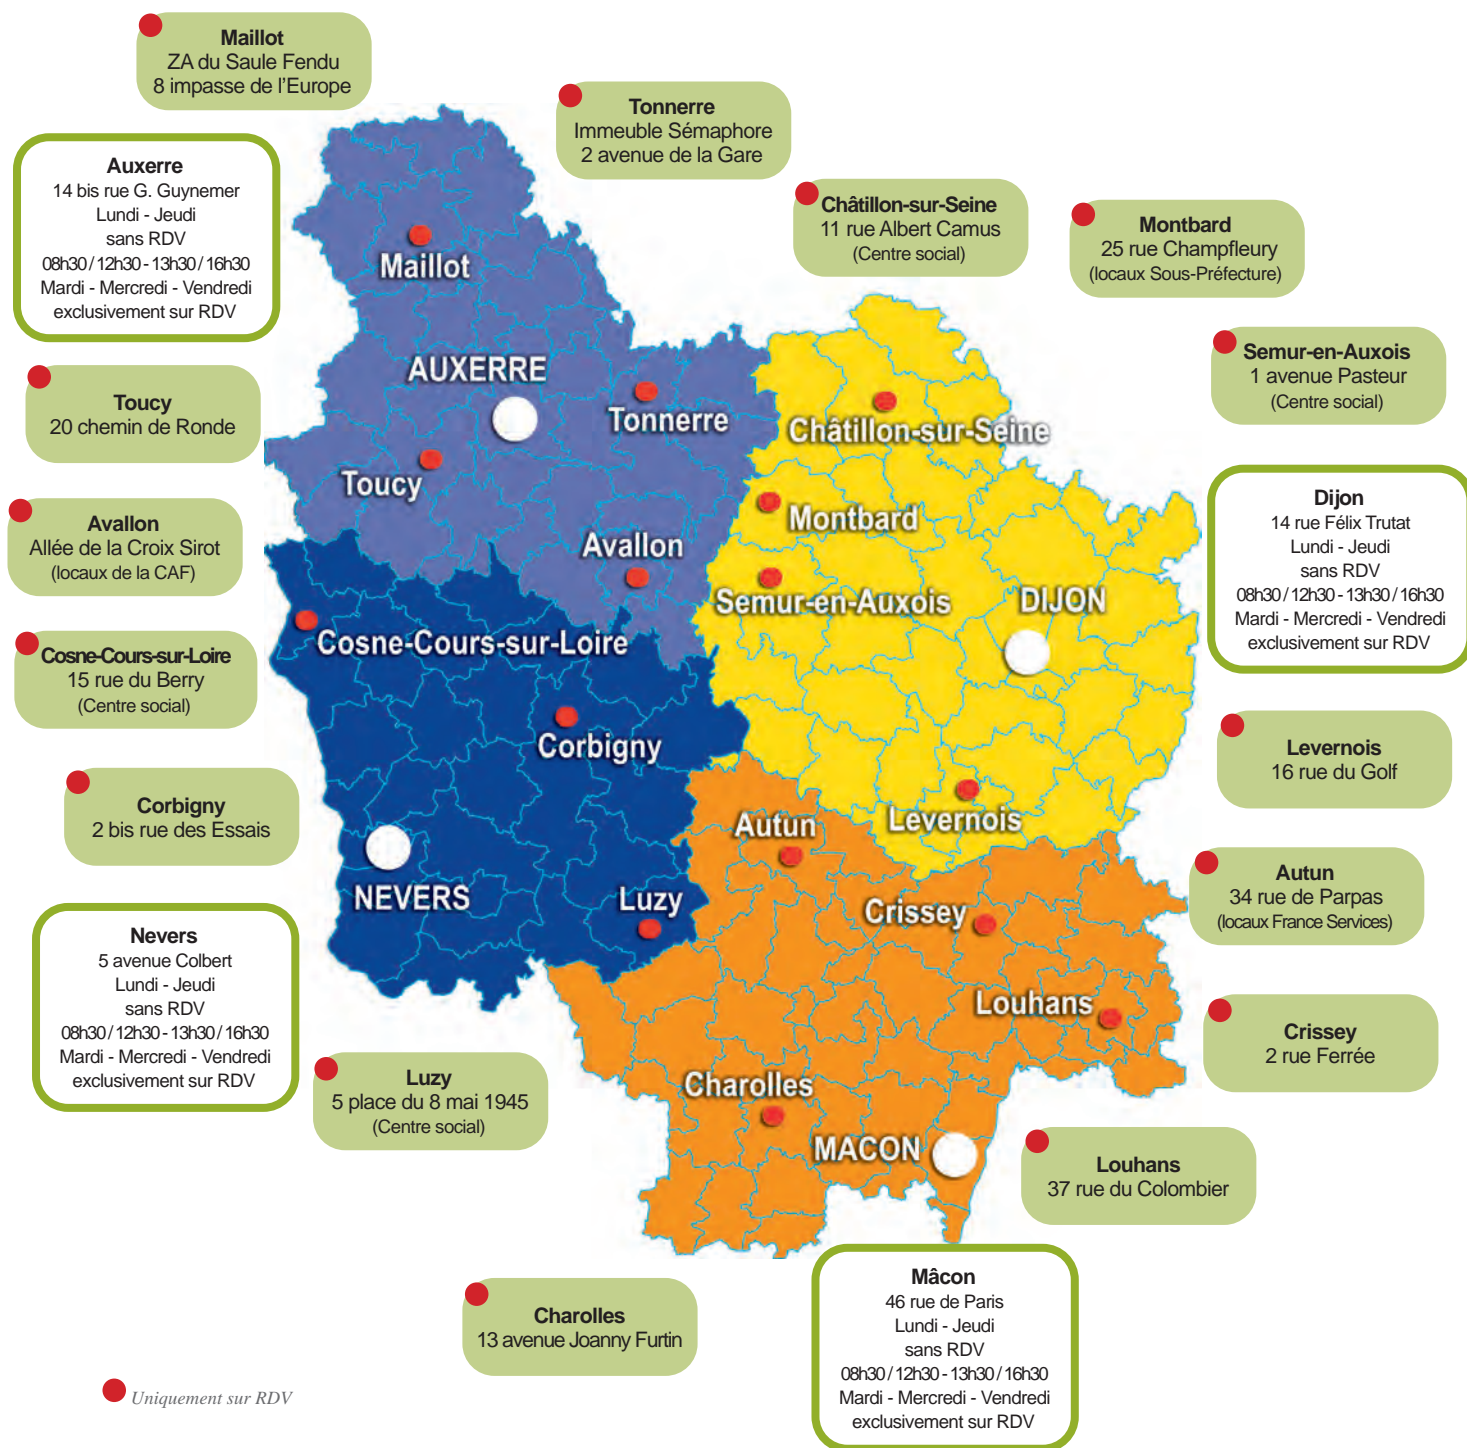 Maillot
ZA du Saule Fendu
8 impasse de l'Europe
Tonnerre
Immeuble Sémaphore
2 avenue de la Gare
Auxerre
14 bis rue G. Guynemer
Lundi - Jeudi
sans RDV
08h30 / 12h30 - 13h30 / 16h30
Mardi - Mercredi - Vendredi
exclusivement sur RDV
Châtillon-sur-Seine
11 rue Albert Camus
(Centre social)
Montbard
25 rue Champfleury
(locaux Sous-Préfecture)
Semur-en-Auxois
1 avenue Pasteur
(Centre social)
Toucy
20 chemin de Ronde
Avallon
Allée de la Croix Sirot
(locaux de la CAF)
Dijon
14 rue Félix Trutat
Lundi - Jeudi
sans RDV
08h30 / 12h30 - 13h30 / 16h30
Mardi - Mercredi - Vendredi
exclusivement sur RDV
Cosne-Cours-sur-Loire
15 rue du Berry
(Centre social)
Levernois
16 rue du Golf
Corbigny
2 bis rue des Essais
Autun
34 rue de Parpas
(locaux France Services)
Nevers
5 avenue Colbert
Lundi - Jeudi
sans RDV
08h30 / 12h30 - 13h30 / 16h30
Mardi - Mercredi - Vendredi
exclusivement sur RDV
Crissey
2 rue Ferrée
Luzy
5 place du 8 mai 1945
(Centre social)
Louhans
37 rue du Colombier
Charolles
13 avenue Joanny Furtin
Mâcon
46 rue de Paris
Lundi - Jeudi
sans RDV
08h30 / 12h30 - 13h30 / 16h30
Mardi - Mercredi - Vendredi
exclusivement sur RDV
Maillot
AUXERRE
Tonnerre
Châtillon-sur-Seine
Toucy
Montbard
Avallon
Semur-en-Auxois
DIJON
Cosne-Cours-sur-Loire
Corbigny
Autun
Levernois
NEVERS
Luzy
Crissey
Louhans
Charolles
MACON
Uniquement sur RDV